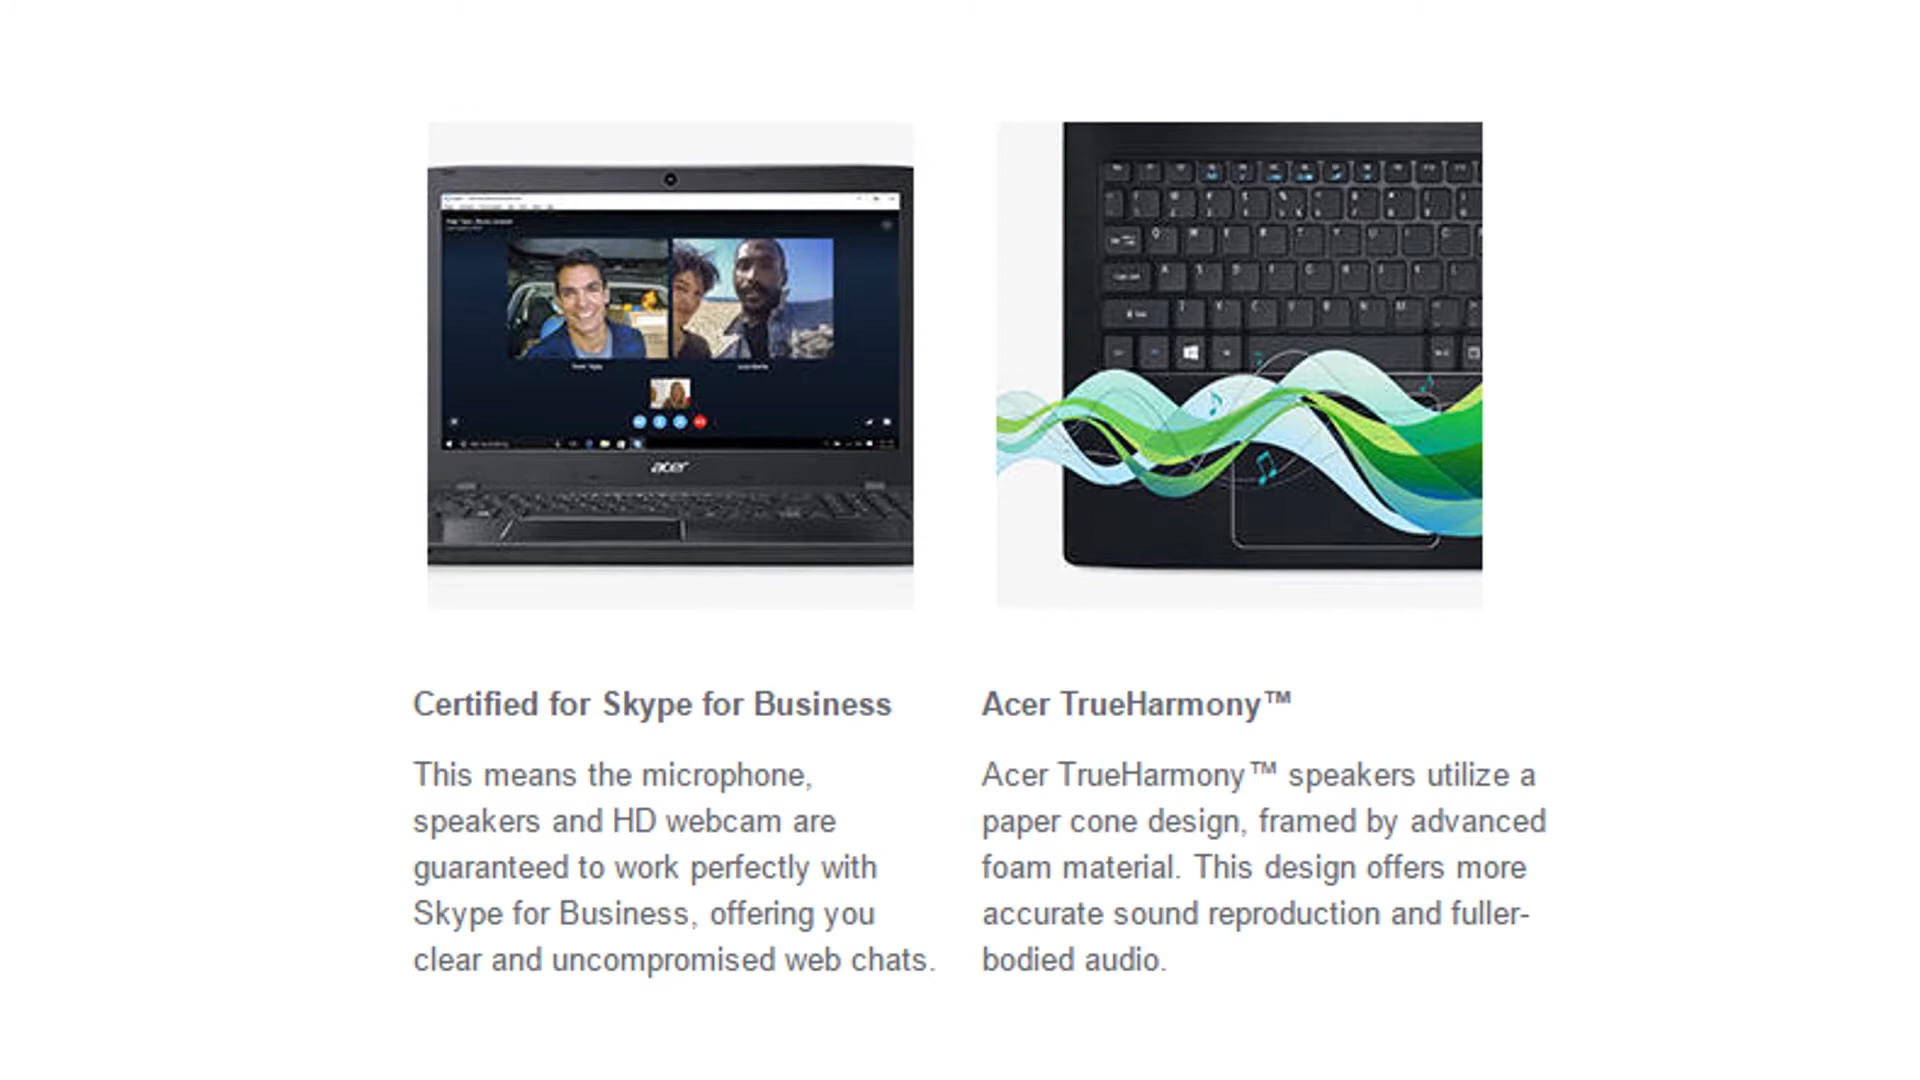 acer
Certified for Skype for Business
This means the microphone,
speakers and HD webcam are
guaranteed to work perfectly with
Skype for Business, offering you
clear and uncompromised web chats.
Acer TrueHarmony™
Acer TrueHarmony™ speakers utilize a
paper cone design, framed by advanced
foam material. This design offers more
accurate sound reproduction and fuller-
bodied audio.